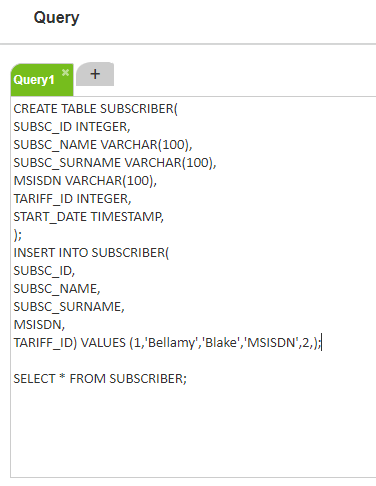 Query
Query1 × +
CREATE TABLE SUBSCRIBER(
SUBSC_ID INTEGER,
SUBSC_NAME VARCHAR(100),
SUBSC_SURNAME VARCHAR(100),
MSISDN VARCHAR(100),
TARIFF_ID INTEGER,
START_DATE TIMESTAMP,
);
INSERT INTO SUBSCRIBER(
SUBSC_ID,
SUBSC_NAME,
SUBSC_SURNAME,
MSISDN,
TARIFF_ID) VALUES (1,'Bellamy','Blake','MSISDN',2,);
SELECT * FROM SUBSCRIBER;